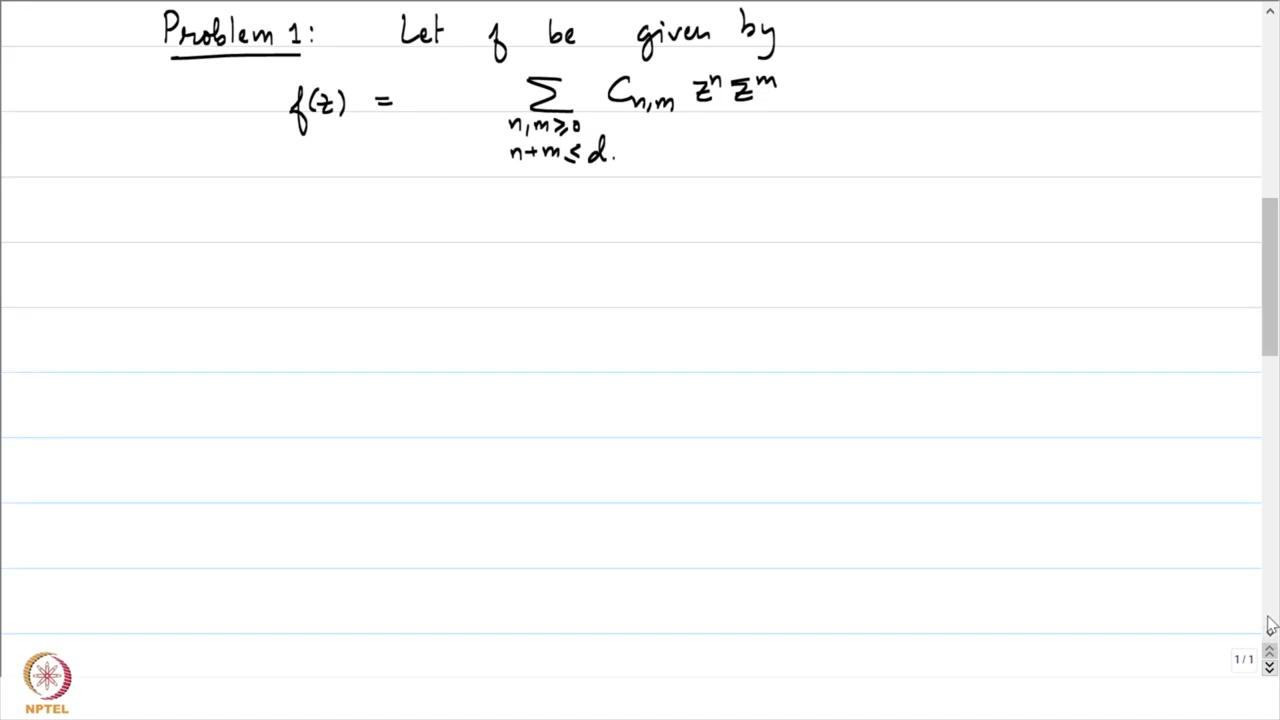 Problem 1: Let f be given by
f(z) = ∑ C_{n,m} z^n z̄^m
n,m ≥ 0
n+m ≤ d.
1 / 1
NPTEL